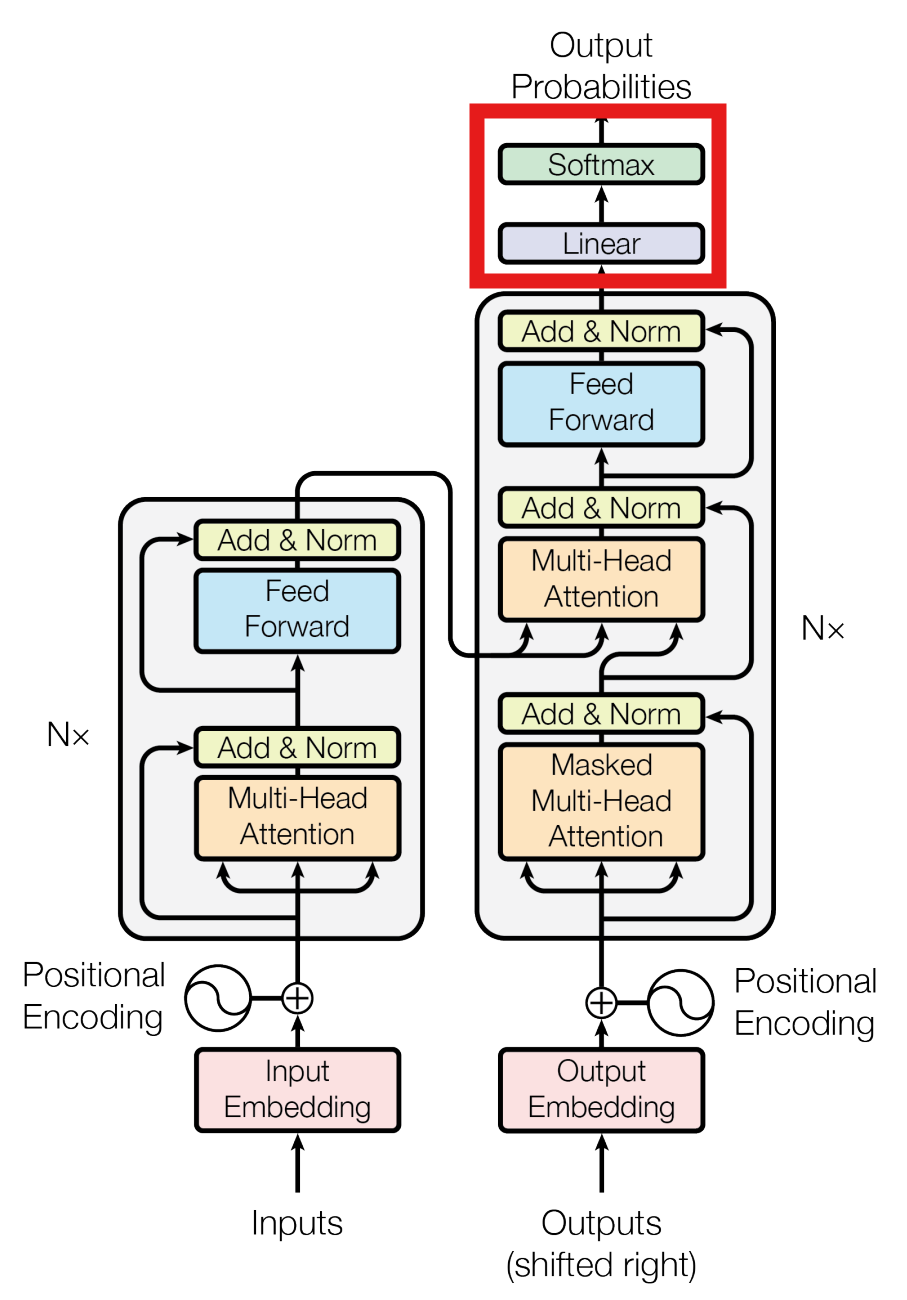 Output
Probabilities
Softmax
Linear
Add & Norm
Feed
Forward
Add & Norm
Multi-Head
Attention
Add & Norm
Masked
Multi-Head
Attention
N×
Add & Norm
Feed
Forward
Add & Norm
Multi-Head
Attention
N×
Positional
Encoding
Positional
Encoding
Input
Embedding
Output
Embedding
Inputs
Outputs
(shifted right)